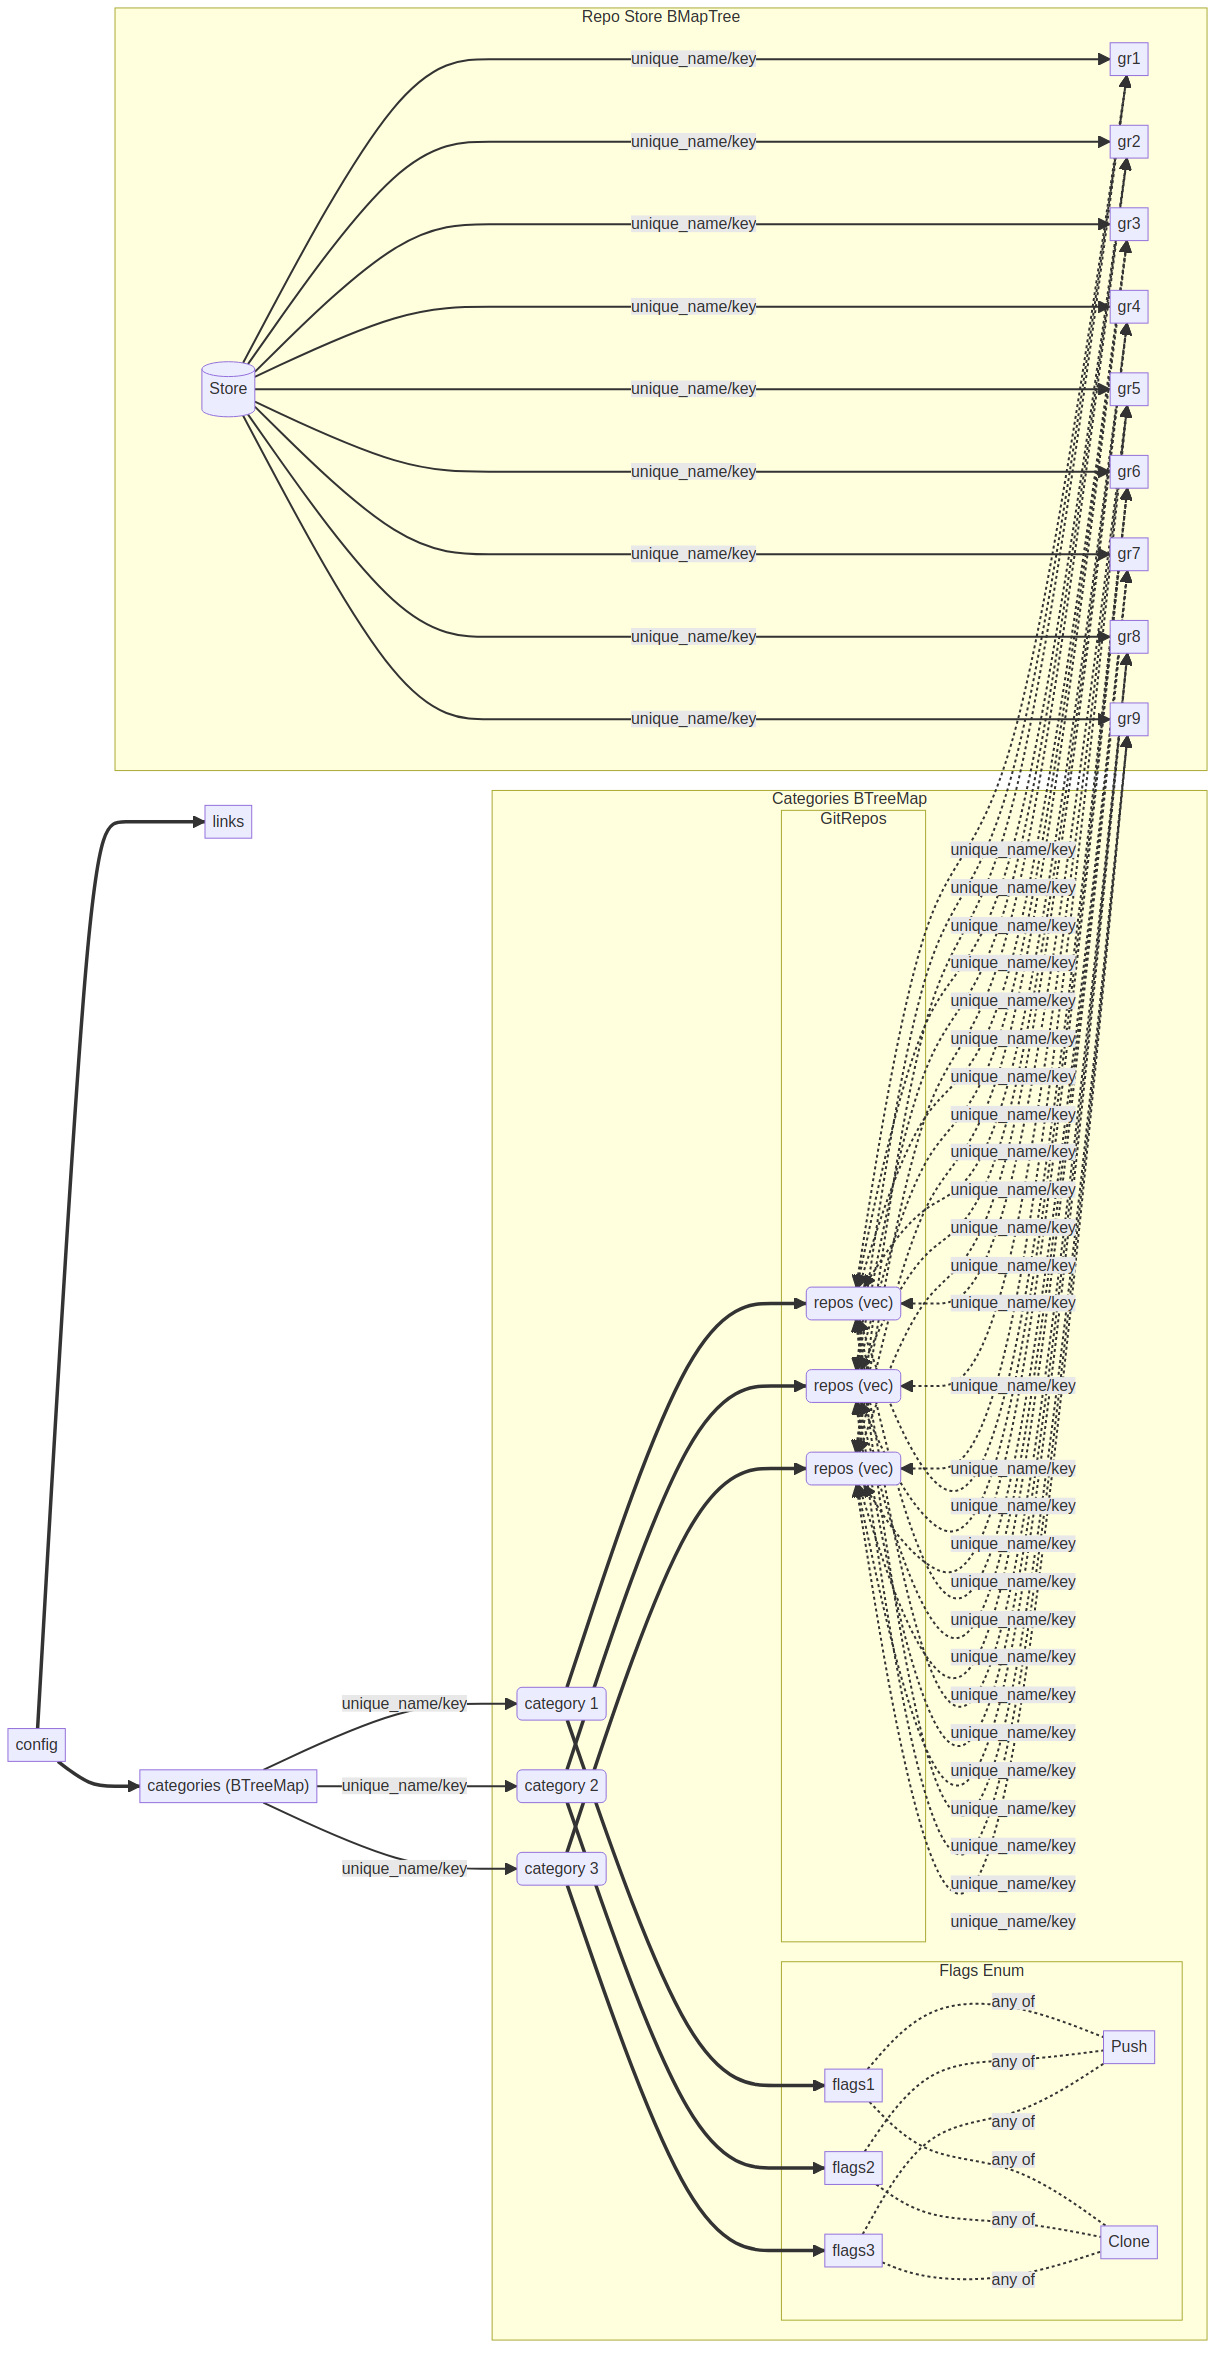 Repo Store BMapTree
unique_name/key
gr1
unique_name/key
gr2
unique_name/key
gr3
unique_name/key
gr4
Store
unique_name/key
gr5
unique_name/key
gr6
unique_name/key
gr7
unique_name/key
gr8
unique_name/key
gr9
links
Categories BTreeMap
GitRepos
unique_name/key
unique_name/key
unique_name/key
unique_name/key
unique_name/key
unique_name/key
unique_name/key
unique_name/key
unique_name/key
unique_name/key
unique_name/key
unique_name/key
repos (vec)
unique_name/key
repos (vec)
unique_name/key
repos (vec)
unique_name/key
unique_name/key
unique_name/key
unique_name/key
unique_name/key
unique_name/key
unique_name/key
unique_name/key
unique_name/key
unique_name/key
unique_name/key
unique_name/key
unique_name/key
config
categories (BTreeMap)
unique_name/key
category 1
unique_name/key
category 2
unique_name/key
category 3
Flags Enum
any of
Push
any of
flags1
any of
any of
flags2
any of
Clone
flags3
any of